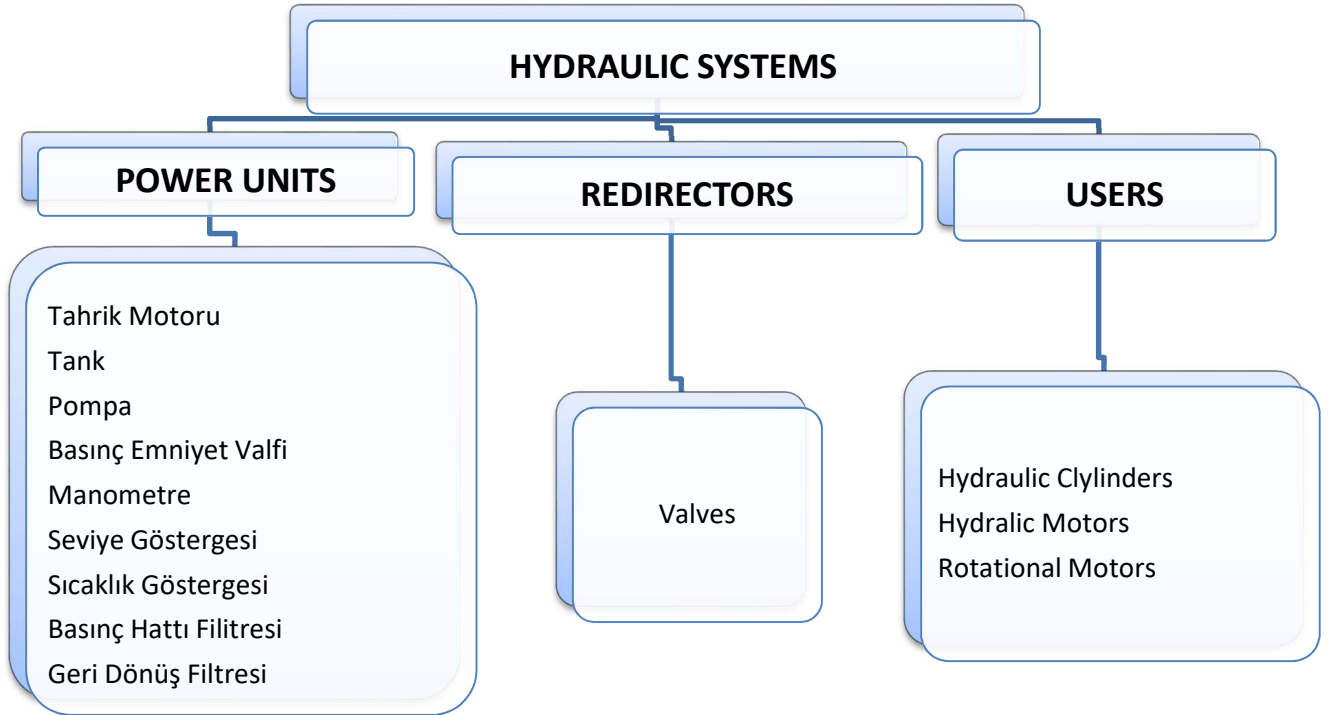 HYDRAULIC SYSTEMS
POWER UNITS
REDIRECTORS
USERS
Tahrik Motoru
Tank
Pompa
Basınç Emniyet Valfi
Manometre
Seviye Göstergesi
Sıcaklık Göstergesi
Basınç Hattı Filitresi
Geri Dönüş Filtresi
Valves
Hydraulic Clylinders
Hydralic Motors
Rotational Motors